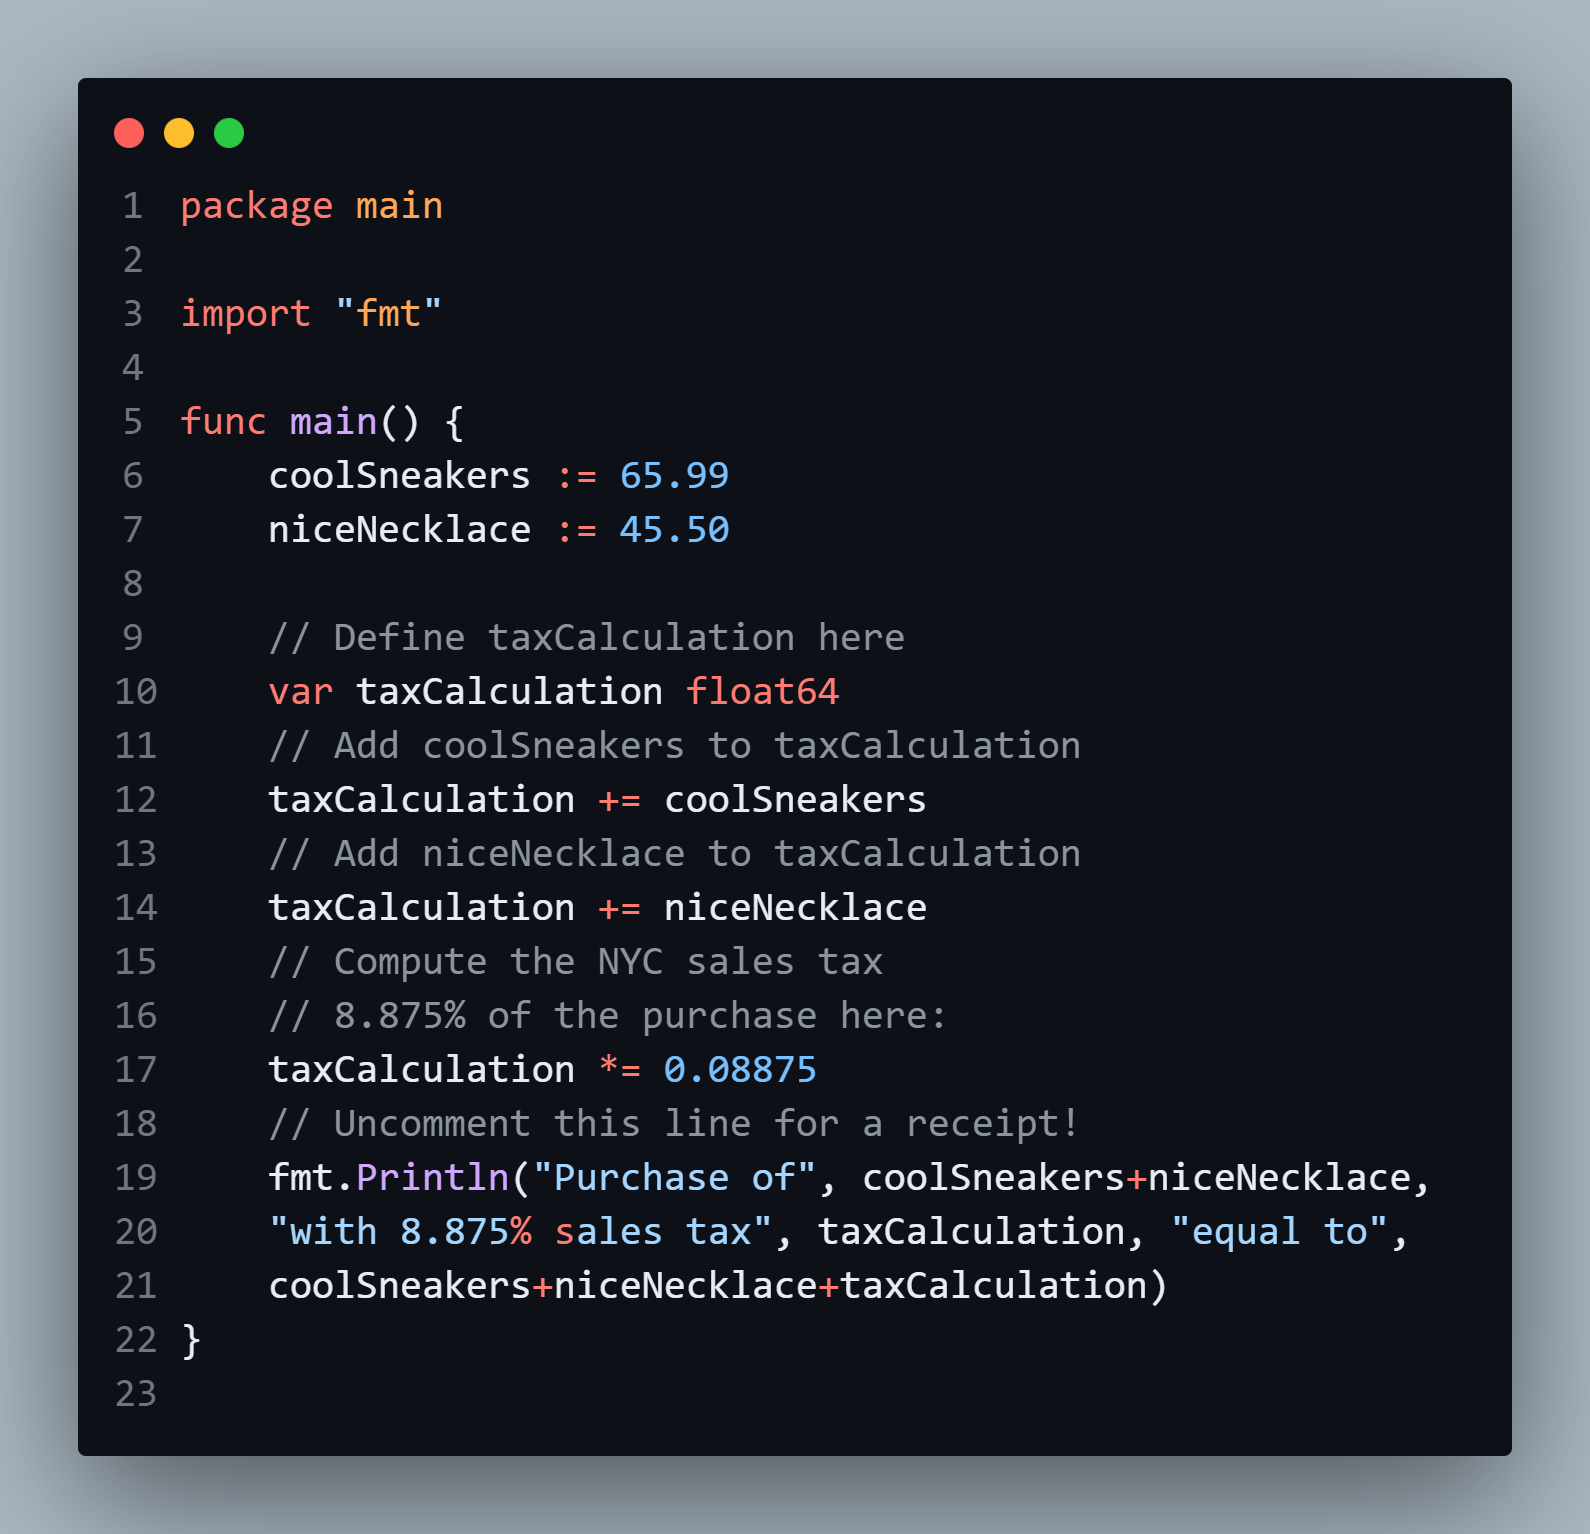 1 package main
2
3 import "fmt"
4
5 func main() {
6     coolSneakers := 65.99
7     niceNecklace := 45.50
8
9     // Define taxCalculation here
10     var taxCalculation float64
11     // Add coolSneakers to taxCalculation
12     taxCalculation += coolSneakers
13     // Add niceNecklace to taxCalculation
14     taxCalculation += niceNecklace
15     // Compute the NYC sales tax
16     // 8.875% of the purchase here:
17     taxCalculation *= 0.08875
18     // Uncomment this line for a receipt!
19     fmt.Println("Purchase of", coolSneakers+niceNecklace,
20     "with 8.875% sales tax", taxCalculation, "equal to",
21     coolSneakers+niceNecklace+taxCalculation)
22 }
23